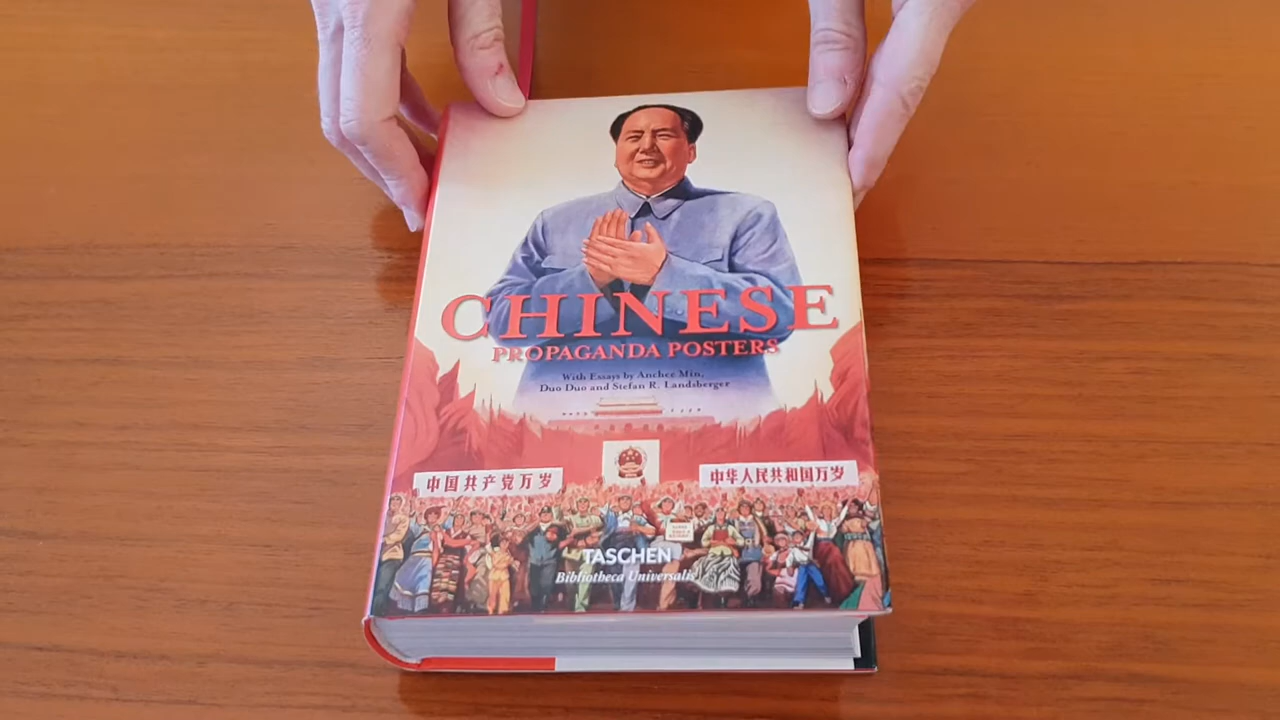 CHINESE
PROPAGANDA POSTERS
With Essays by Anchee Min,
Duo Duo and Stefan R. Landsberger
中国共产党万岁
中华人民共和国万岁
TASCHEN
Bibliotheca Universalis